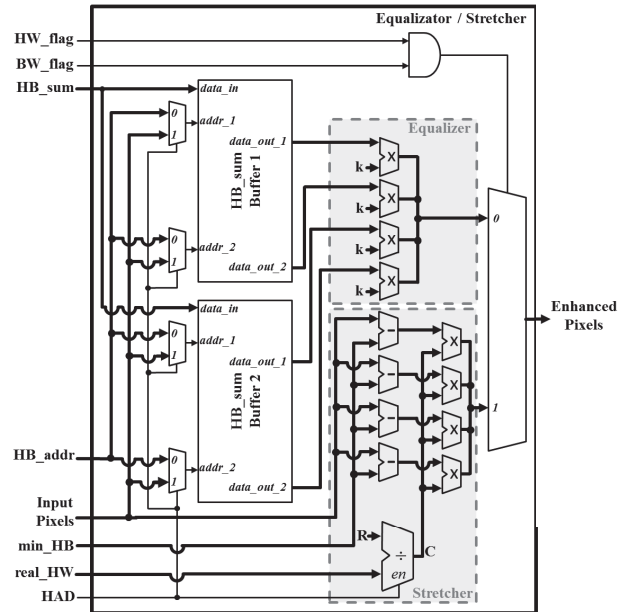 Equalizator / Stretcher
HW_flag
BW_flag
HB_sum
data_in
0
1
addr_1
data_out_1
HB_sum
Buffer 1
0
1
addr_2
data_out_2
Equalizer
X
k
X
k
X
k
X
k
0
Enhanced
Pixels
data_in
0
1
addr_1
data_out_1
HB_sum
Buffer 2
HB_addr
0
1
addr_2
data_out_2
−
X
−
X
−
X
−
X
1
Input
Pixels
min_HB
real_HW
HAD
R
÷
C
en
Stretcher